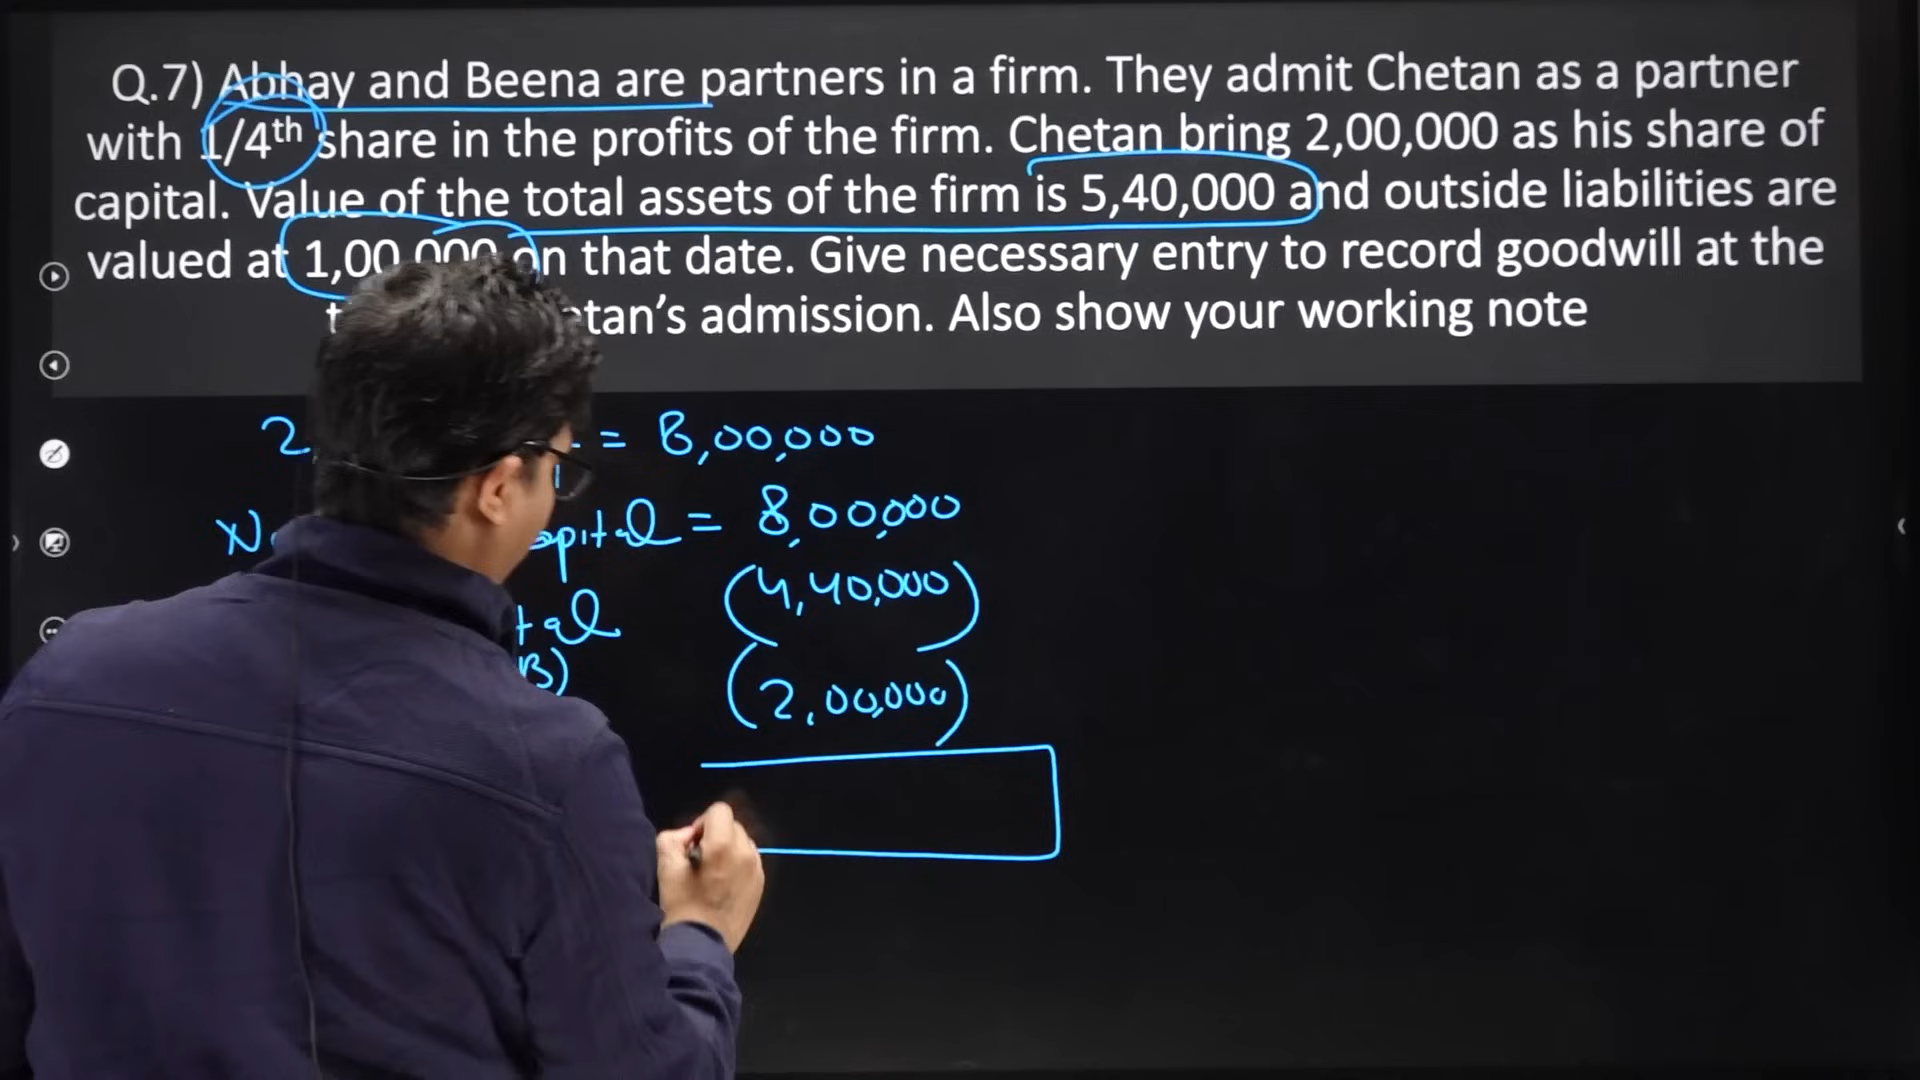 Q.7) Abhay and Beena are partners in a firm. They admit Chetan as a partner
with 1/4th share in the profits of the firm. Chetan bring 2,00,000 as his share of
capital. Value of the total assets of the firm is 5,40,000 and outside liabilities are
valued at 1,00,000 on that date. Give necessary entry to record goodwill at the
tan's admission. Also show your working note
2, = 8,00,000
= 8,00,000
(4,40,000)
B)
(2,00,000)